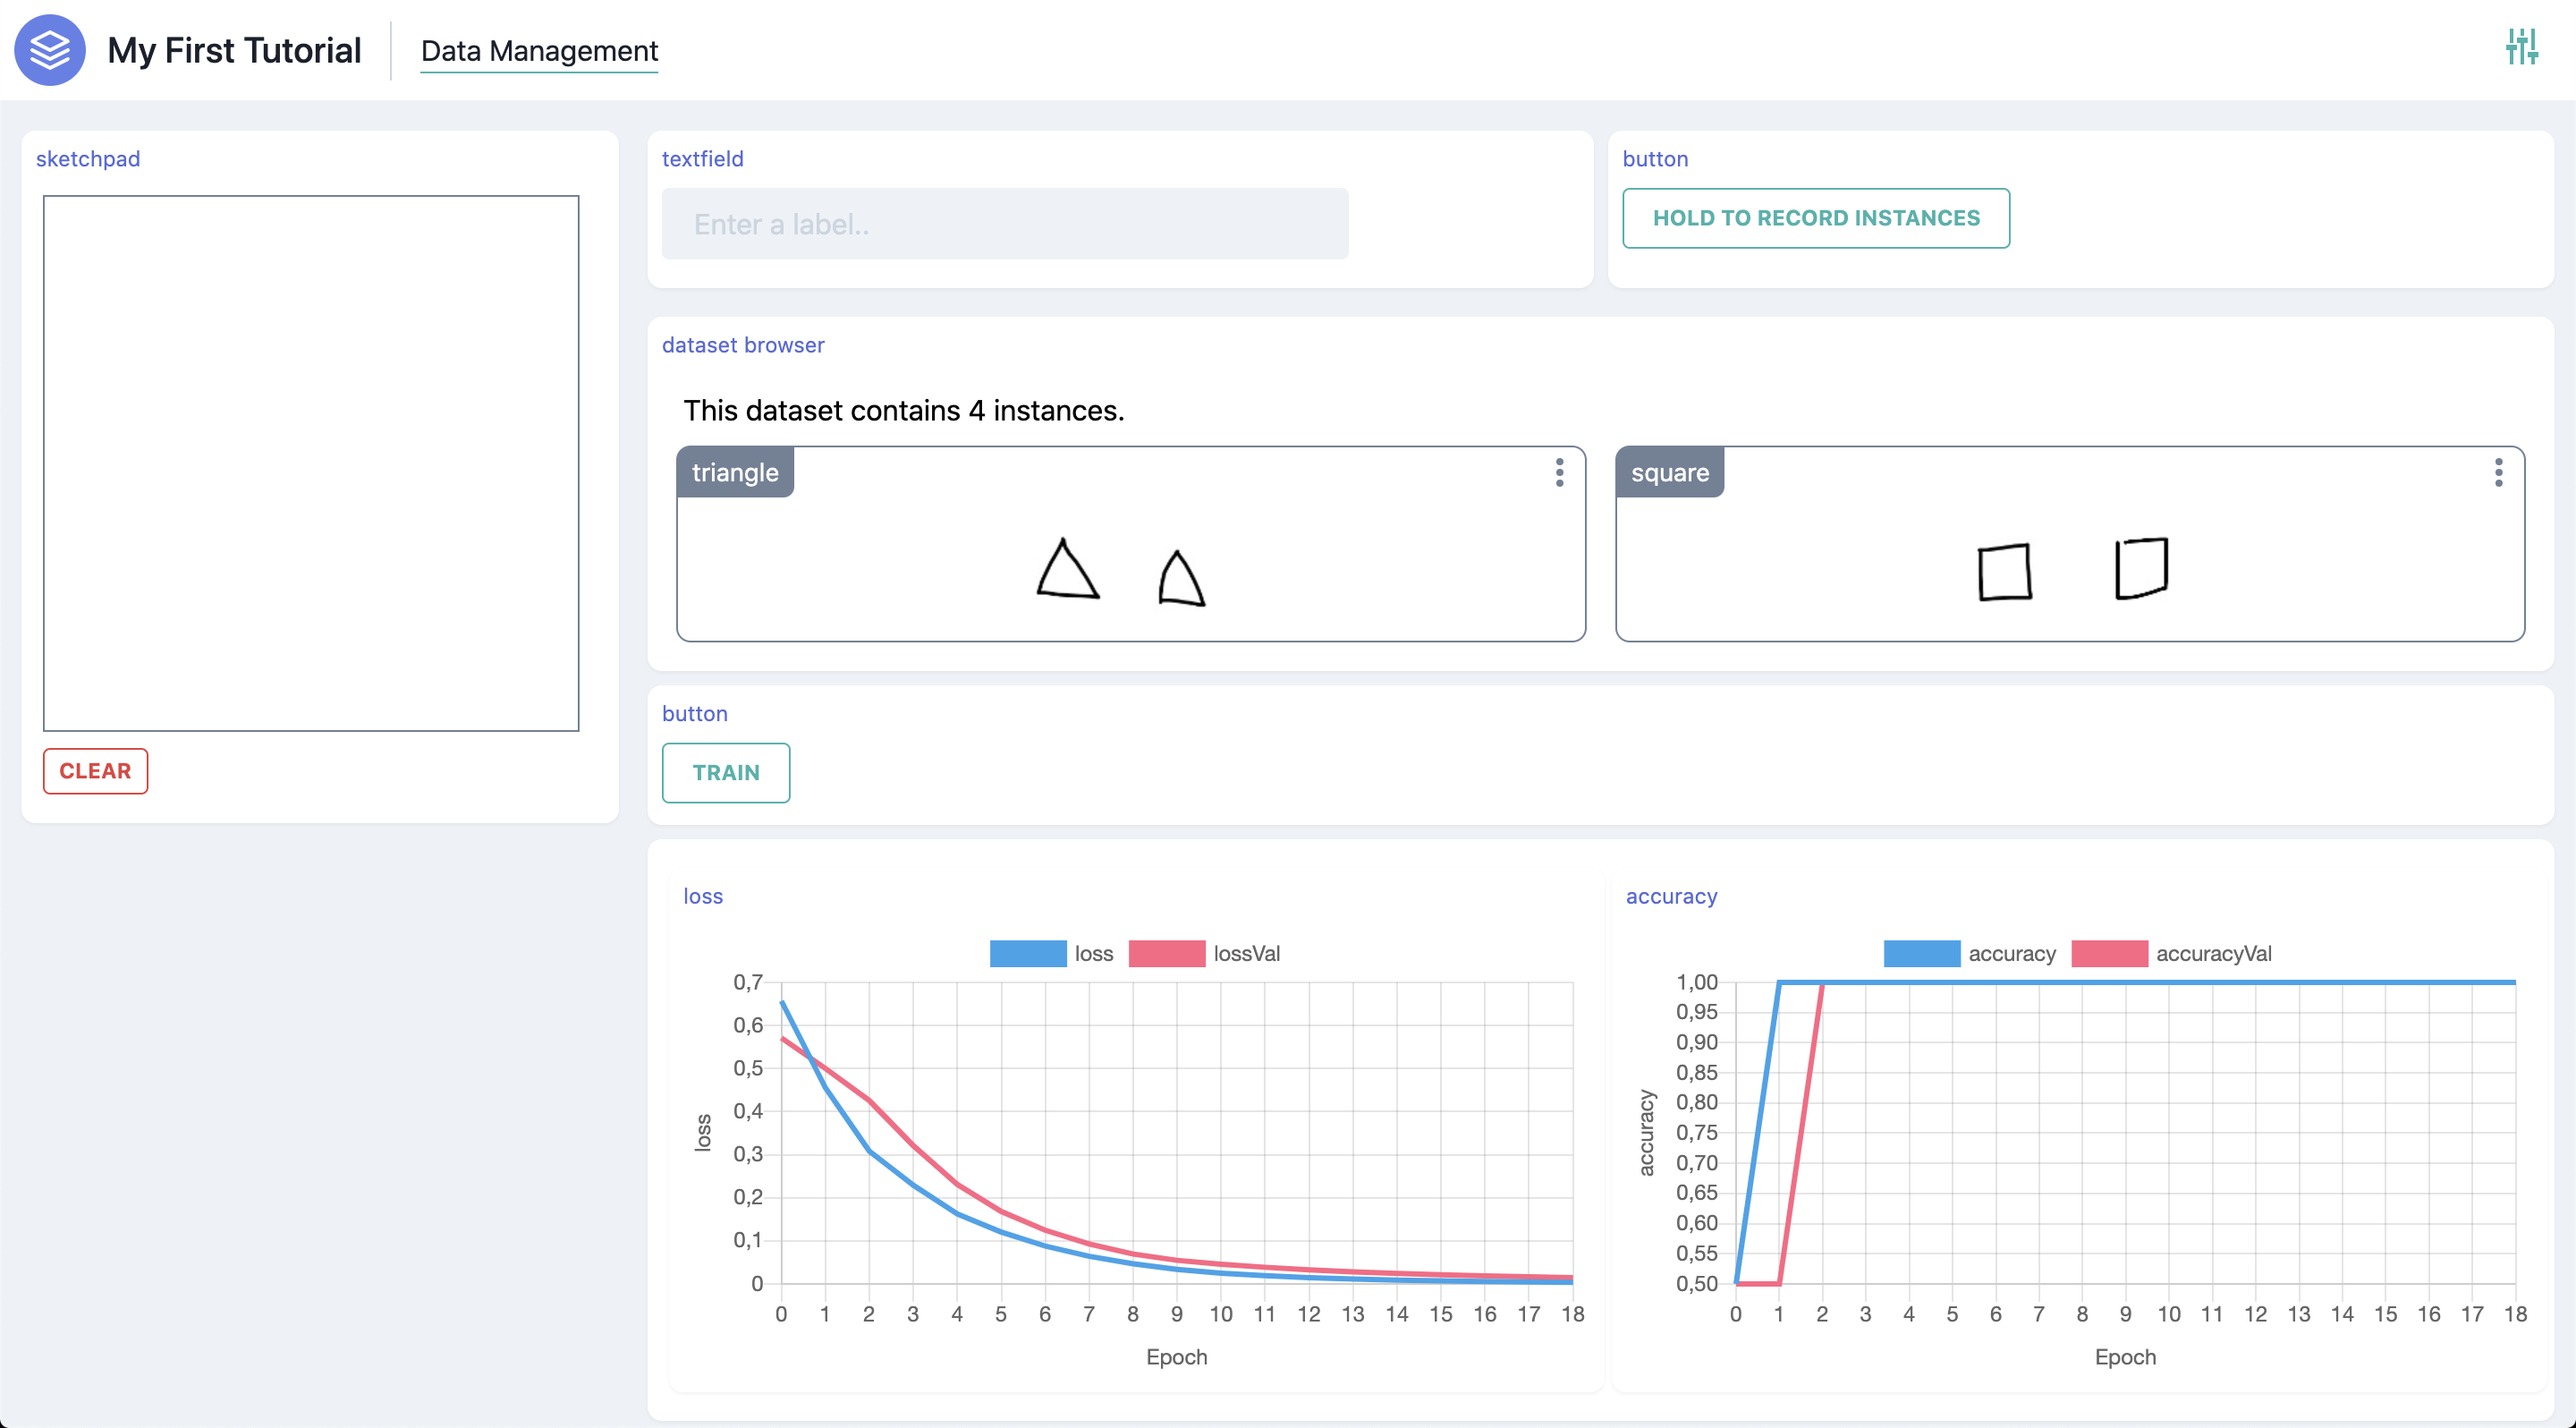 My First Tutorial
Data Management
sketchpad
CLEAR
textfield
Enter a label..
button
HOLD TO RECORD INSTANCES
dataset browser
This dataset contains 4 instances.
triangle
square
button
TRAIN
loss
loss lossVal
0,7
0,6
0,5
0,4
0,3
0,2
0,1
0
loss
0 1 2 3 4 5 6 7 8 9 10 11 12 13 14 15 16 17 18
Epoch
accuracy
accuracy accuracyVal
1,00
0,95
0,90
0,85
0,80
0,75
0,70
0,65
0,60
0,55
0,50
accuracy
0 1 2 3 4 5 6 7 8 9 10 11 12 13 14 15 16 17 18
Epoch